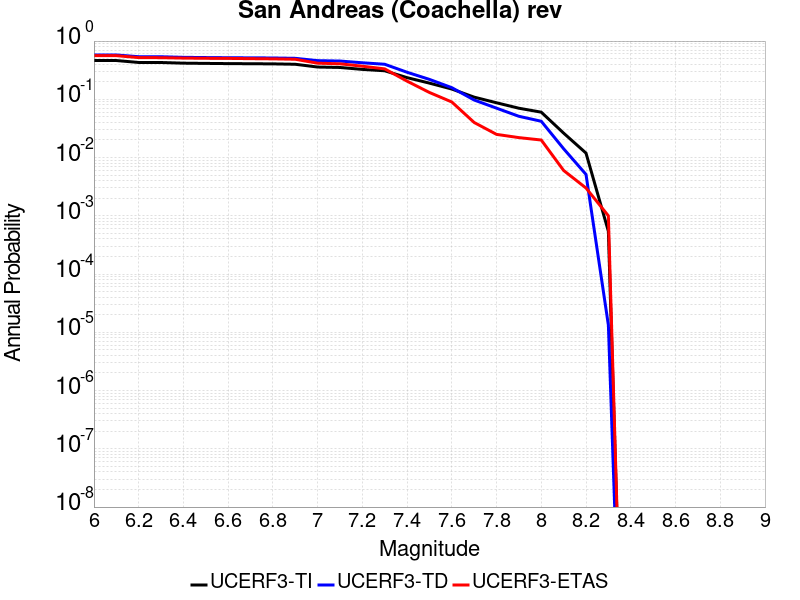 San Andreas (Coachella) rev
10^0
10^-1
10^-2
10^-3
10^-4
10^-5
10^-6
10^-7
10^-8
Annual Probability
6 6.2 6.4 6.6 6.8 7 7.2 7.4 7.6 7.8 8 8.2 8.4 8.6 8.8 9
Magnitude
UCERF3-TI UCERF3-TD UCERF3-ETAS